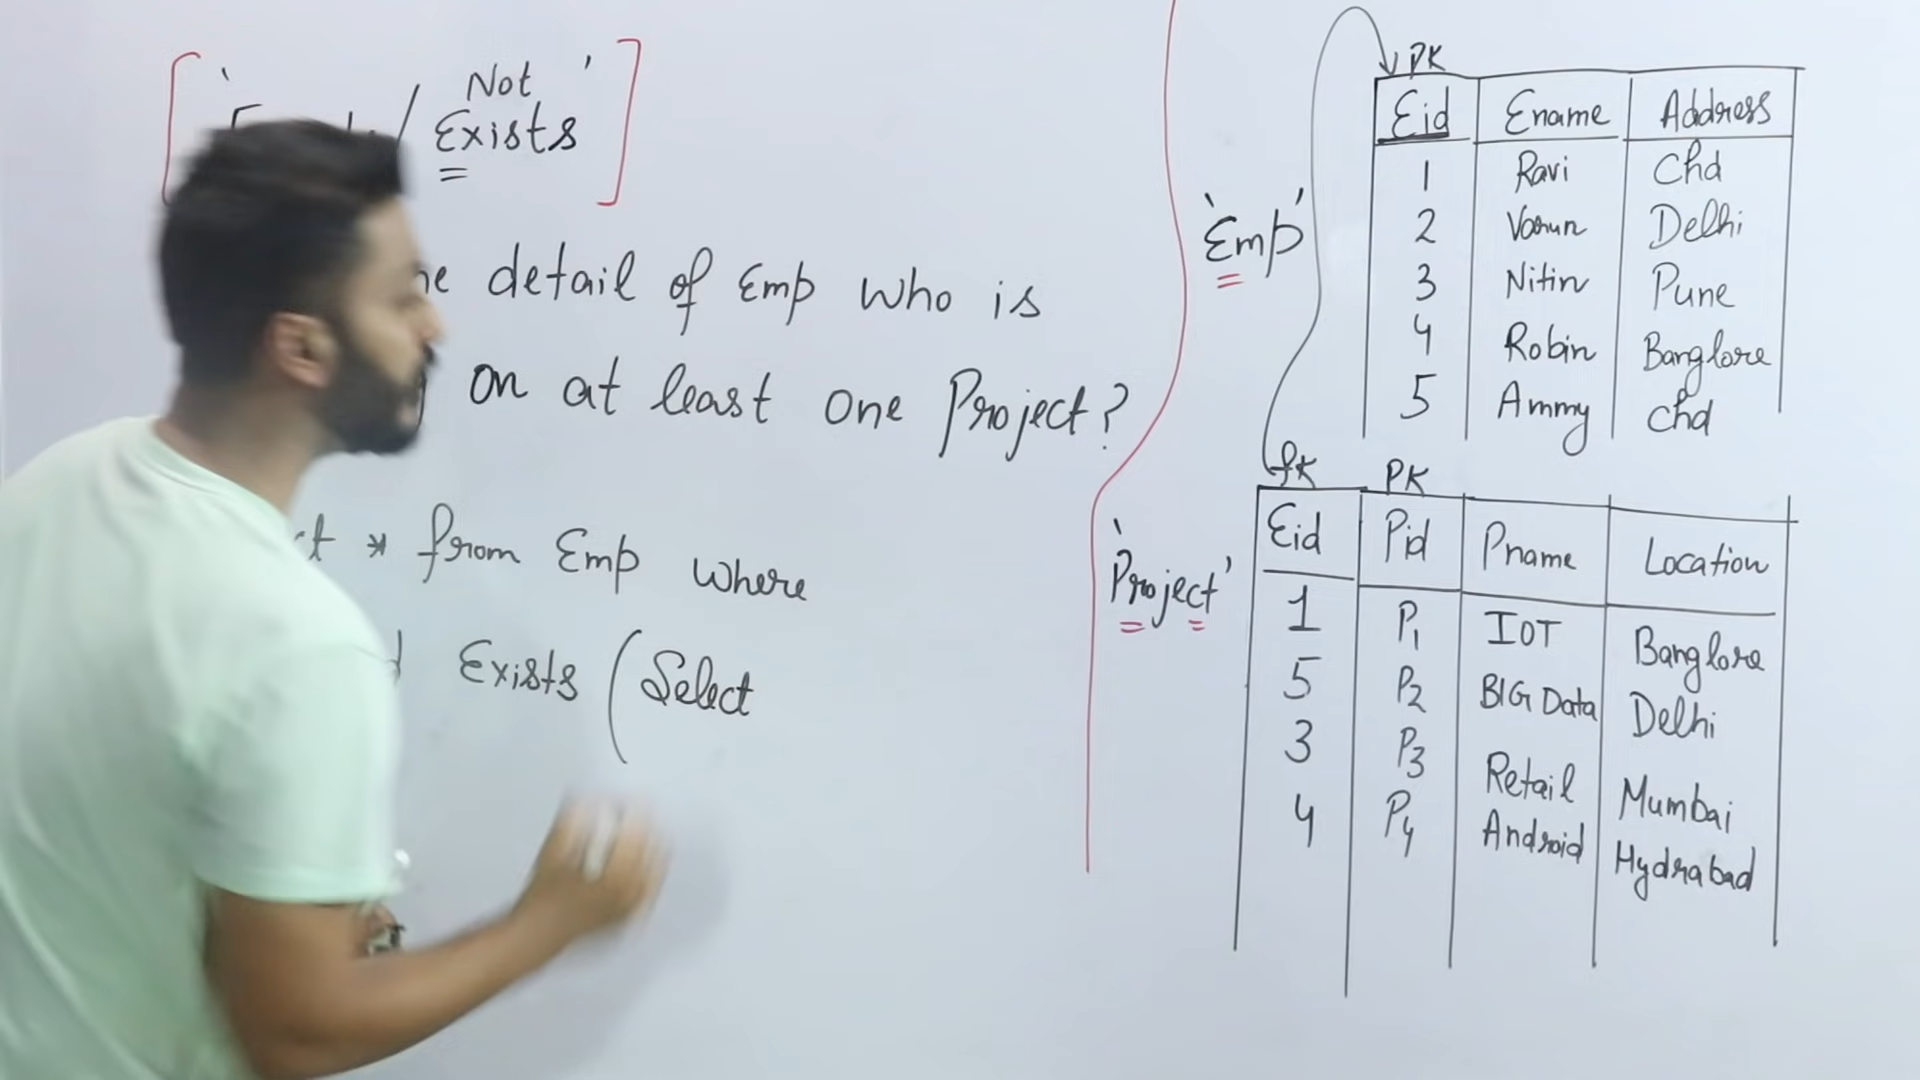 Not
Exists
detail of Emp who is
on at least one Project?
* from Emp where
Exists (Select
'Emp'
PK
Eid Ename Address
1 Ravi Chd
2 Varun Delhi
3 Nitin Pune
4 Robin Banglore
5 Ammy Chd
'Project'
fK PK
Eid Pid Pname Location
1 P1 IOT Banglore
5 P2 BIG Data Delhi
3 P3 Retail Mumbai
4 P4 Android Hydrabad